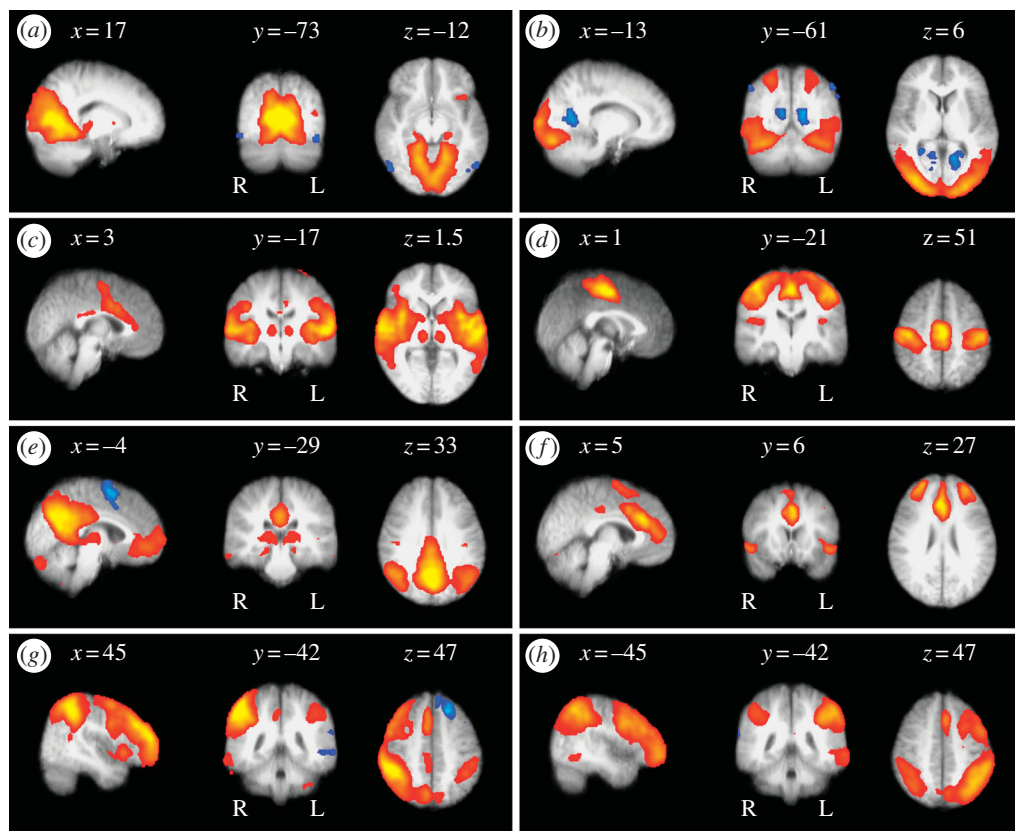 (a) x = 17 y = –73 z = –12
R L
(b) x = –13 y = –61 z = 6
R L
(c) x = 3 y = –17 z = 1.5
R L
(d) x = 1 y = –21 z = 51
R L
(e) x = –4 y = –29 z = 33
R L
(f) x = 5 y = 6 z = 27
R L
(g) x = 45 y = –42 z = 47
R L
(h) x = –45 y = –42 z = 47
R L